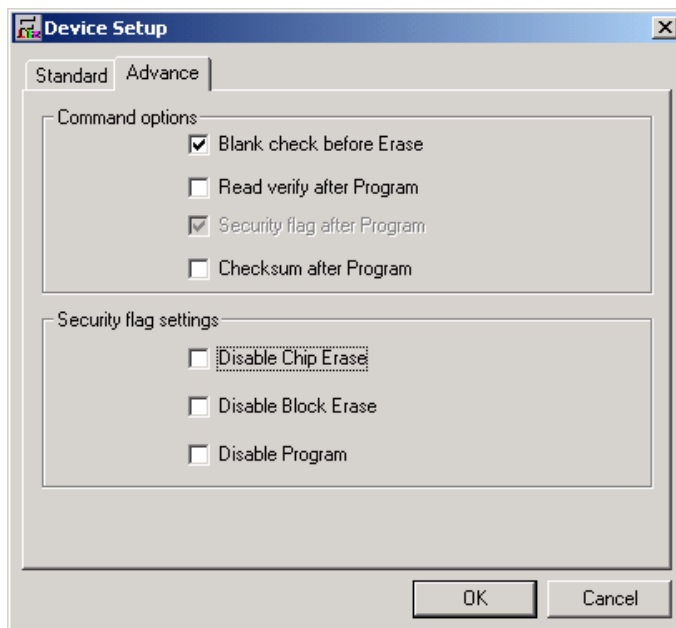 Device Setup
Standard
Advance
Command options
Blank check before Erase
Read verify after Program
Security flag after Program
Checksum after Program
Security flag settings
Disable Chip Erase
Disable Block Erase
Disable Program
OK
Cancel